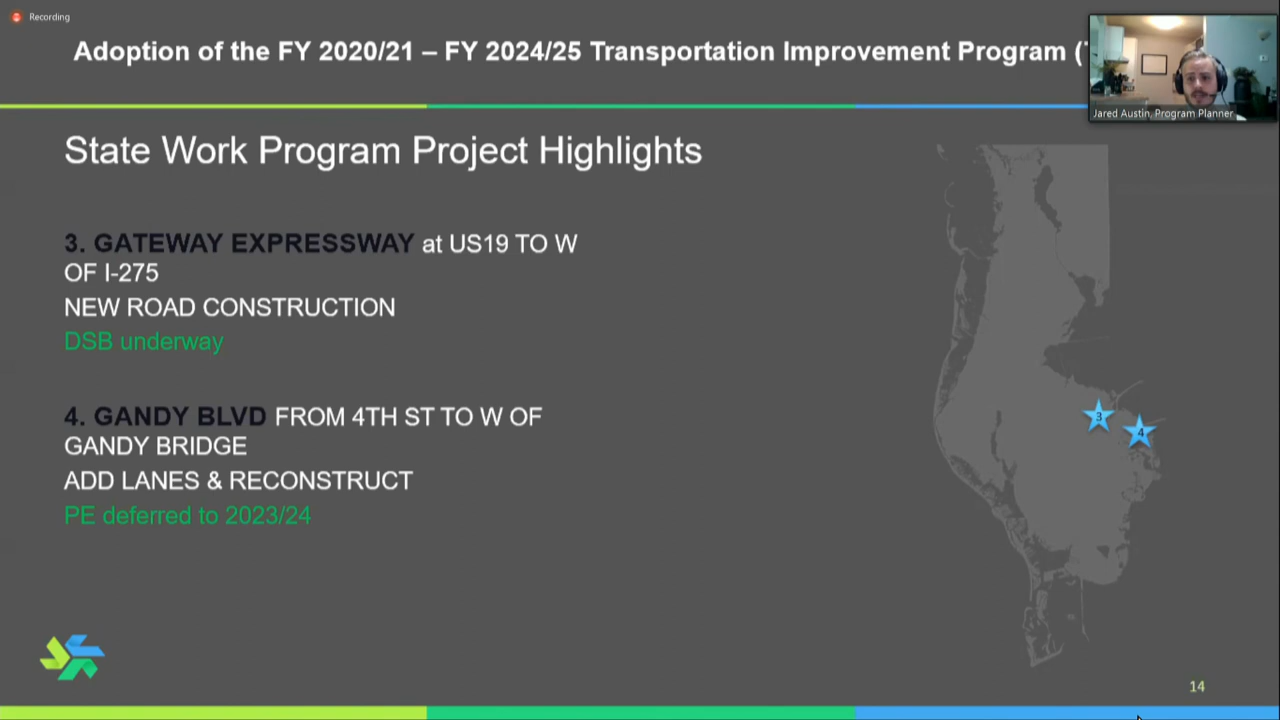 Recording
Adoption of the FY 2020/21 – FY 2024/25 Transportation Improvement Program (
Jared Austin, Program Planner
State Work Program Project Highlights
3. GATEWAY EXPRESSWAY at US19 TO W
OF I-275
NEW ROAD CONSTRUCTION
DSB underway
4. GANDY BLVD FROM 4TH ST TO W OF
GANDY BRIDGE
ADD LANES & RECONSTRUCT
PE deferred to 2023/24
3
4
14